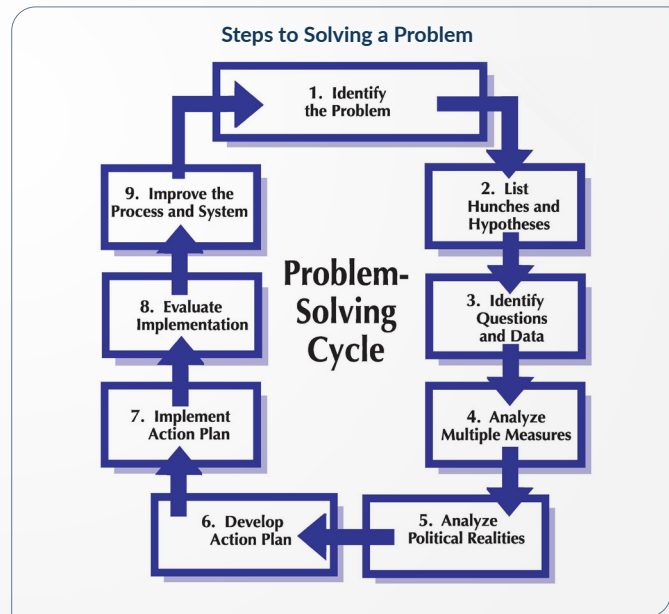 Steps to Solving a Problem
1. Identify
the Problem
2. List
Hunches and
Hypotheses
3. Identify
Questions
and Data
4. Analyze
Multiple Measures
5. Analyze
Political Realities
6. Develop
Action Plan
7. Implement
Action Plan
8. Evaluate
Implementation
9. Improve the
Process and System
Problem-
Solving
Cycle